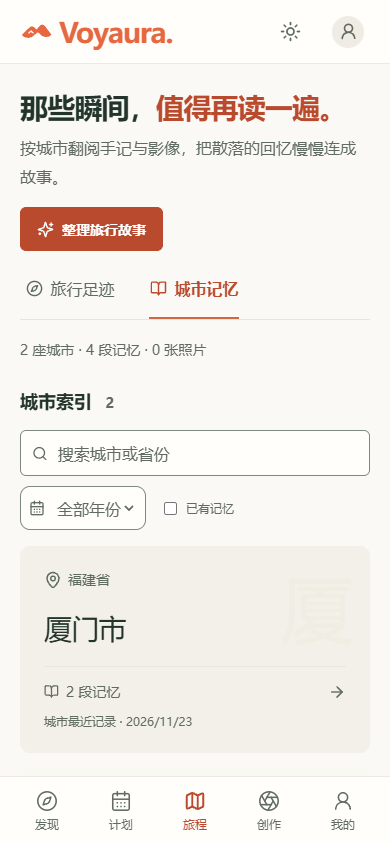 Voyaura.
那些瞬间，值得再读一遍。
按城市翻阅手记与影像，把散落的回忆慢慢连成
故事。
整理旅行故事
旅行足迹
城市记忆
2 座城市 · 4 段记忆 · 0 张照片
城市索引 2
搜索城市或省份
全部年份
已有记忆
福建省
厦
厦门市
2 段记忆
城市最近记录 · 2026/11/23
发现
计划
旅程
创作
我的